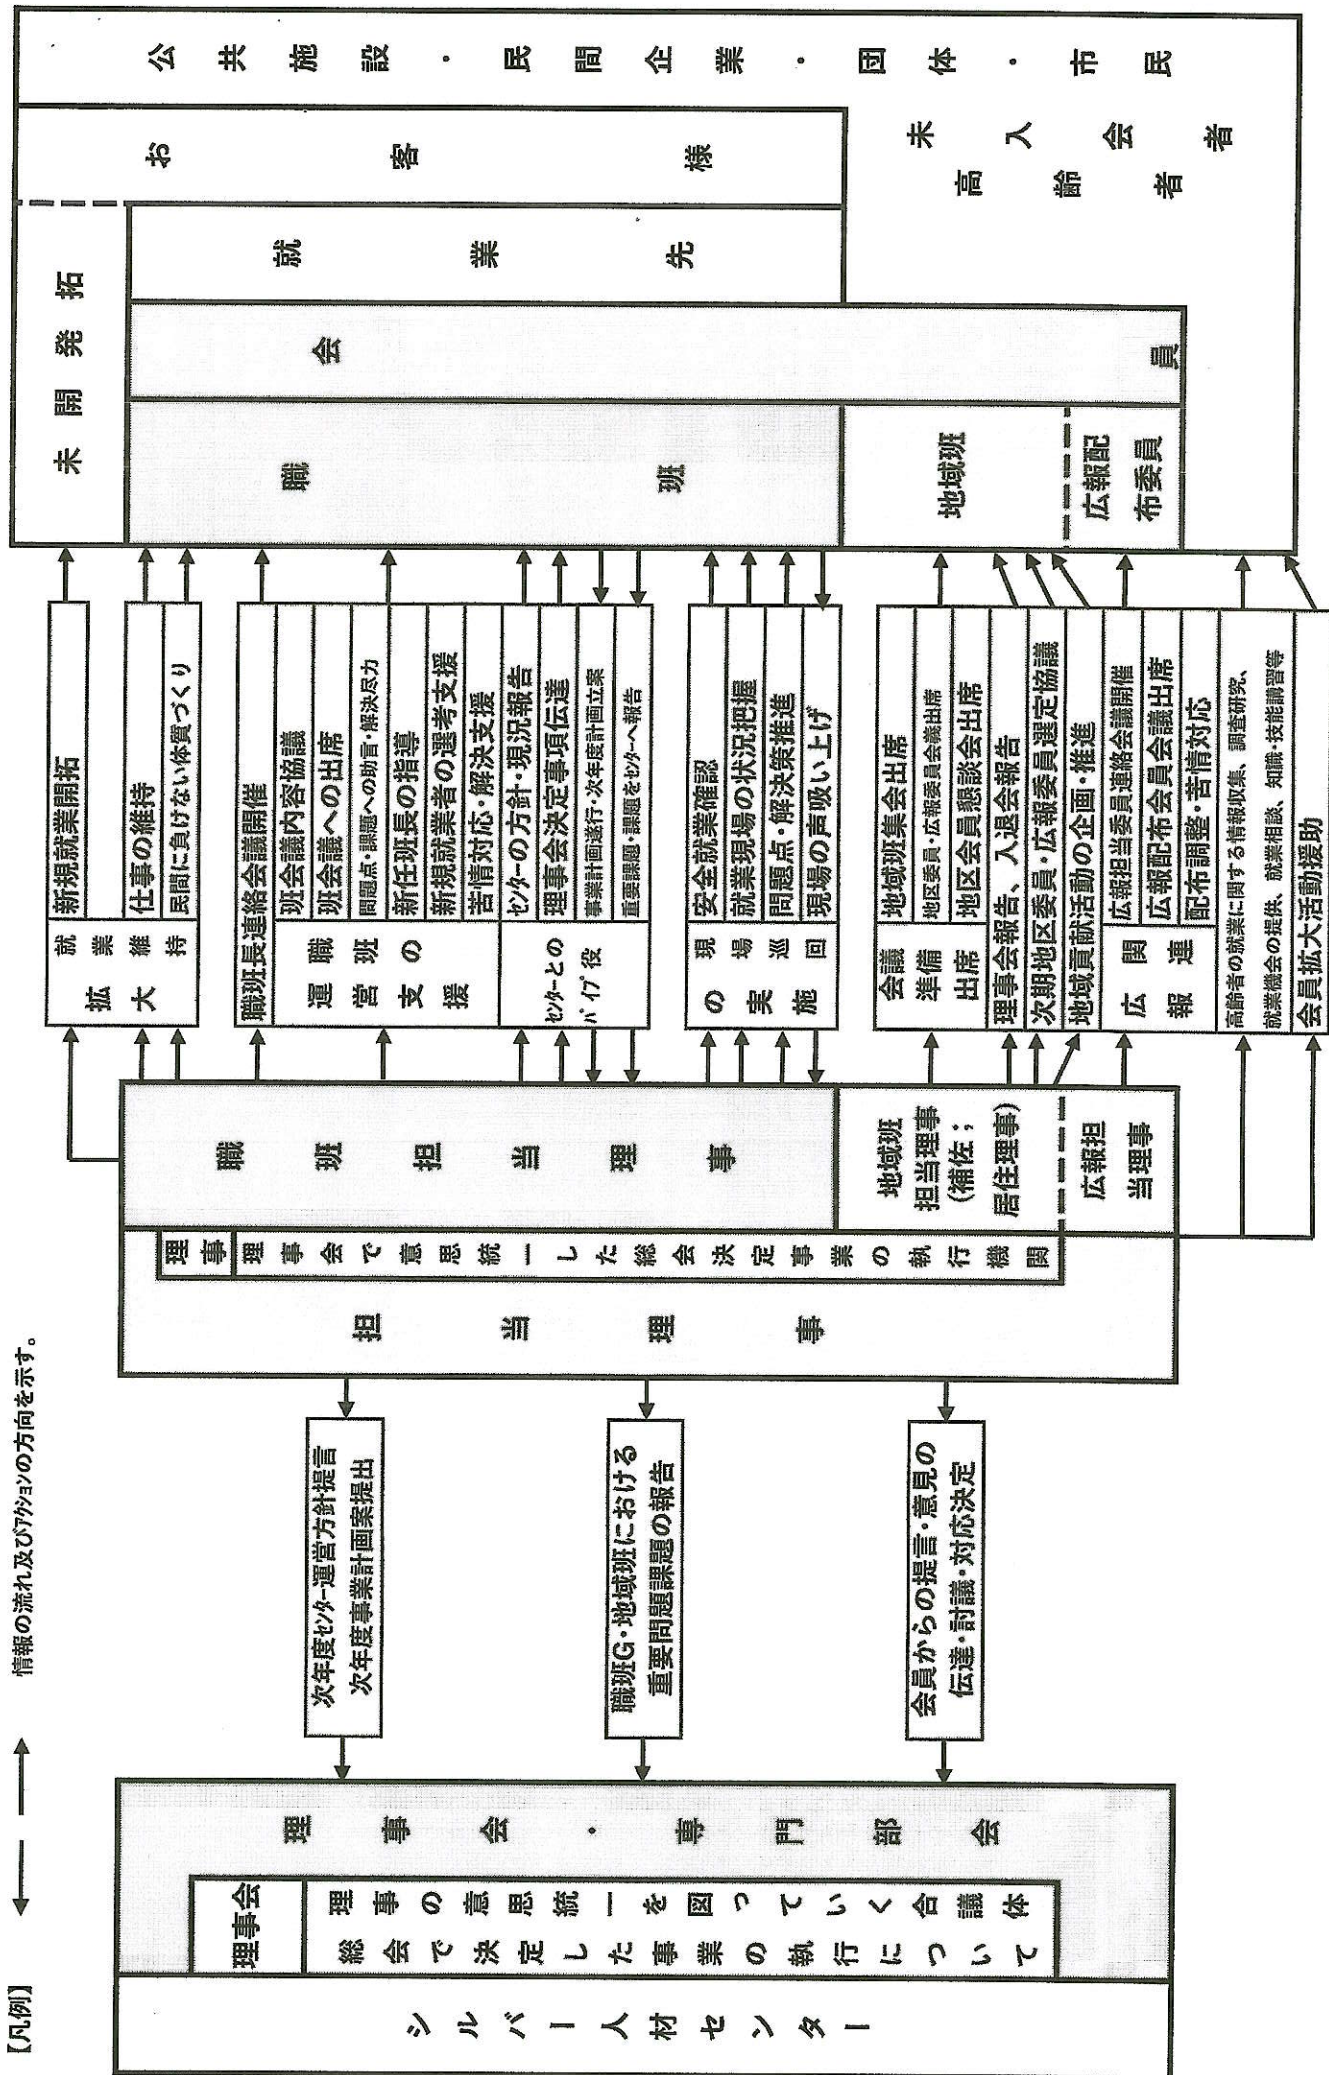 【凡例】
情報の流れ及びアクションの方向を示す。
シルバー人材センター
理事会・専門部会
理事会
総会で決定した事業の執行について
理事の意思統一を図っていく合議体
次年度センター運営方針提言
次年度事業計画案提出
職班G・地域班における
重要問題課題の報告
会員からの提言・意見の
伝達・討議・対応決定
担当理事
理事
理事会で意思統一した総会決定事業の執行機関
職班担当理事
地域班
担当理事
(補佐;
居住理事)
広報担
当理事
就業維持
拡大
新規就業開拓
仕事の維持
民間に負けない体質づくり
職班長連絡会議開催
職班の
運営支援
班会議内容協議
班会議への出席
問題点・課題への助言・解決尽力
新任班長の指導
新規就業者の選考支援
苦情対応・解決支援
センターとの
パイプ役
センターの方針・現況報告
理事会決定事項伝達
事業計画遂行・次年度計画立案
重要課題・課題をセンターへ報告
現場巡回
の実施
安全就業確認
就業現場の状況把握
問題点・解決策推進
現場の声吸い上げ
会議
準備
出席
地域班集会出席
地区委員・広報委員会議出席
地区会員懇談会出席
理事会報告、入退会報告
次期地区委員・広報委員選定協議
地域貢献活動の企画・推進
広報
関連
広報担当委員連絡会議開催
広報配布会員会議出席
配布調整・苦情対応
高齢者の就業に関する情報収集、調査研究、
就業機会の提供、就業相談、知識・技能講習等
会員拡大活動援助
未開発拓
職班
地域班
広報配
布委員
会員
就業先
お客様
未入会者
高齢者
公共施設・民間企業・団体・市民